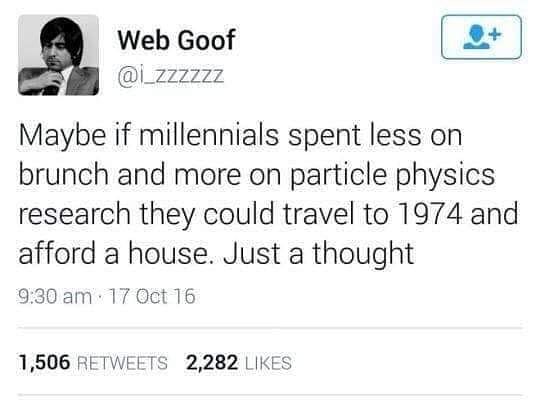 Web Goof
@i_zzzzzz
Maybe if millennials spent less on
brunch and more on particle physics
research they could travel to 1974 and
afford a house. Just a thought
9:30 am · 17 Oct 16
1,506 RETWEETS 2,282 LIKES